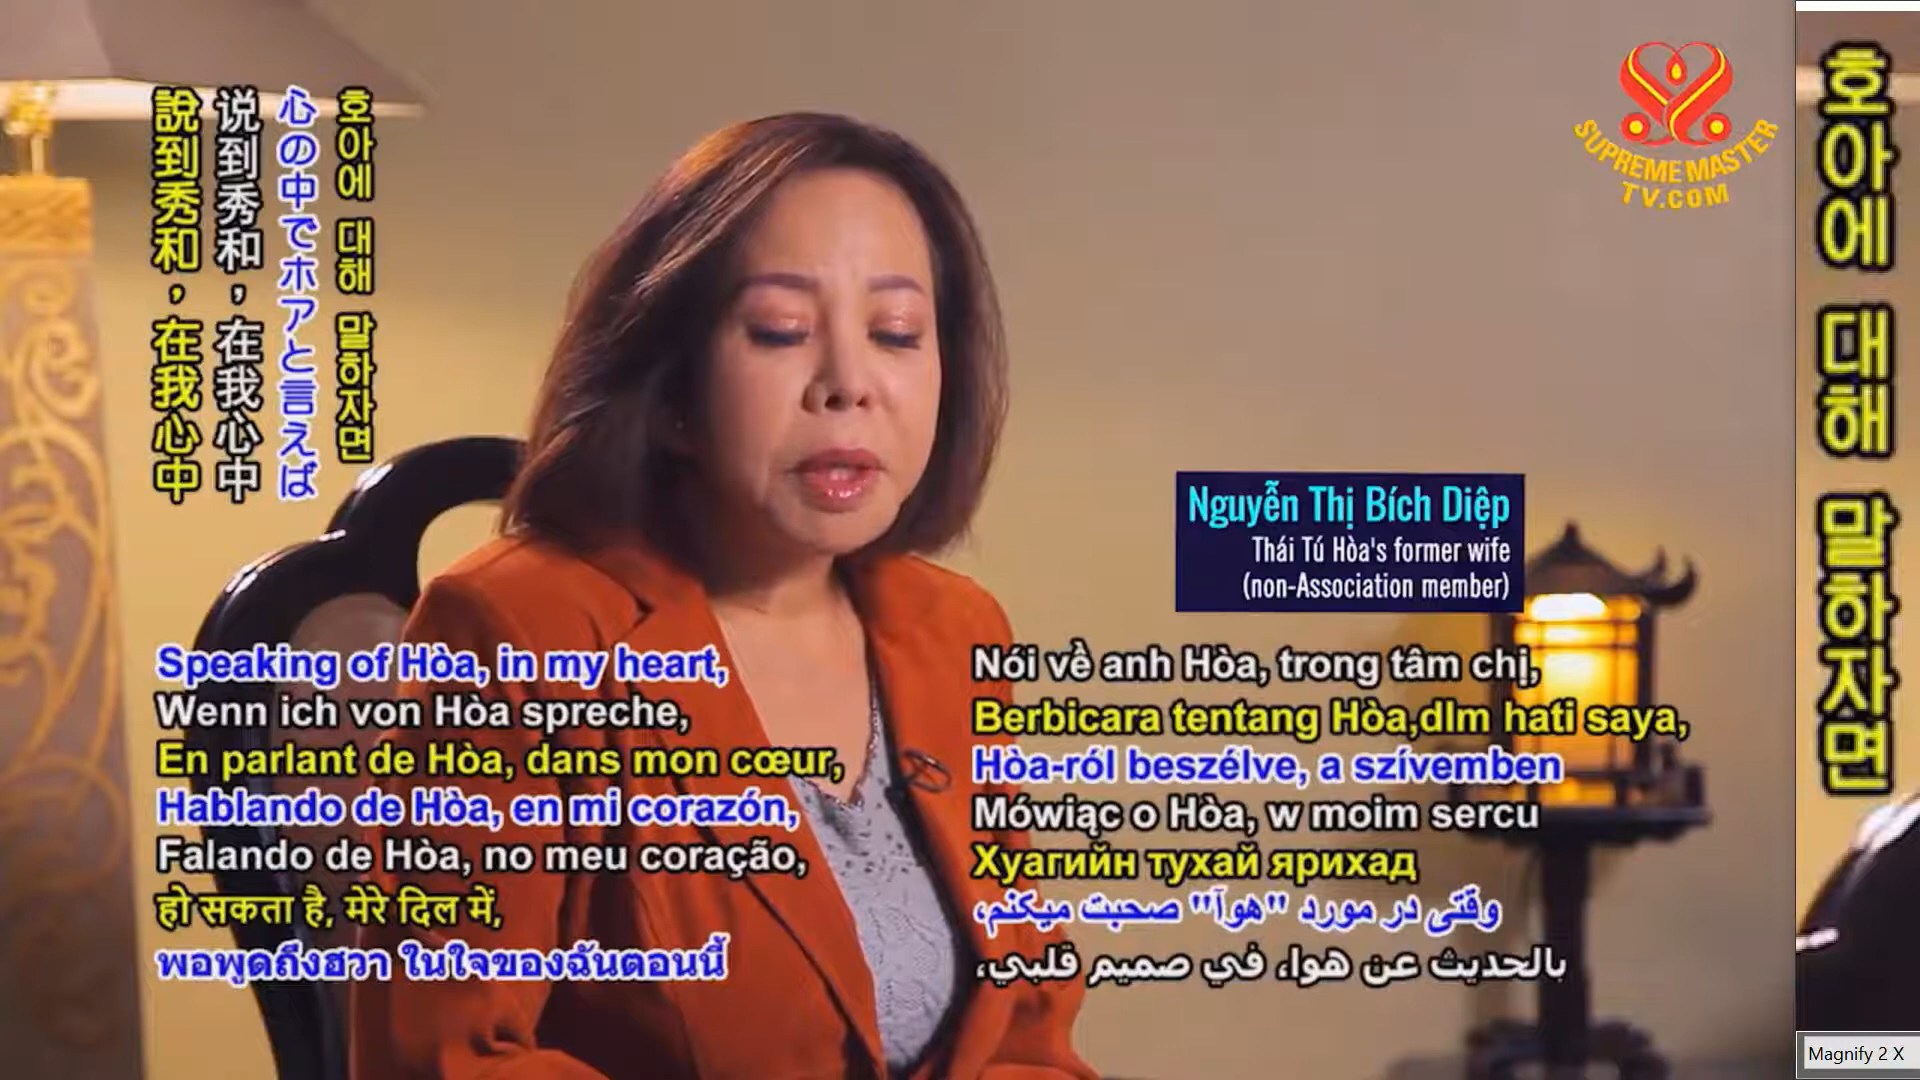 호아에 대해 말하자면
心の中でホアと言えば
说到秀和，在我心中
說到秀和，在我心中
SUPREME MASTER
TV.COM
Nguyễn Thị Bích Diệp
Thái Tú Hòa's former wife
(non-Association member)
Speaking of Hòa, in my heart,
Wenn ich von Hòa spreche,
En parlant de Hòa, dans mon cœur,
Hablando de Hòa, en mi corazón,
Falando de Hòa, no meu coração,
हो सकता है, मेरे दिल में,
พอพูดถึงฮวา ในใจของฉันตอนนี้
Nói về anh Hòa, trong tâm chị,
Berbicara tentang Hòa,dlm hati saya,
Hòa-ról beszélve, a szívemben
Mówiąc o Hòa, w moim sercu
Хуагийн тухай ярихад
وقتی در مورد "هوآ" صحبت میکنم،
بالحديث عن هوا، في صميم قلبي،
호아에 대해 말하자면
Magnify 2 X